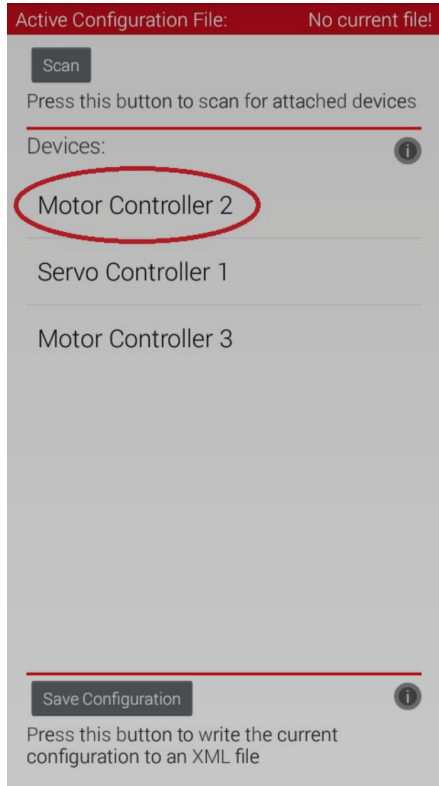 Active Configuration File: No current file!
Scan
Press this button to scan for attached devices
Devices:
Motor Controller 2
Servo Controller 1
Motor Controller 3
Save Configuration
Press this button to write the current
configuration to an XML file